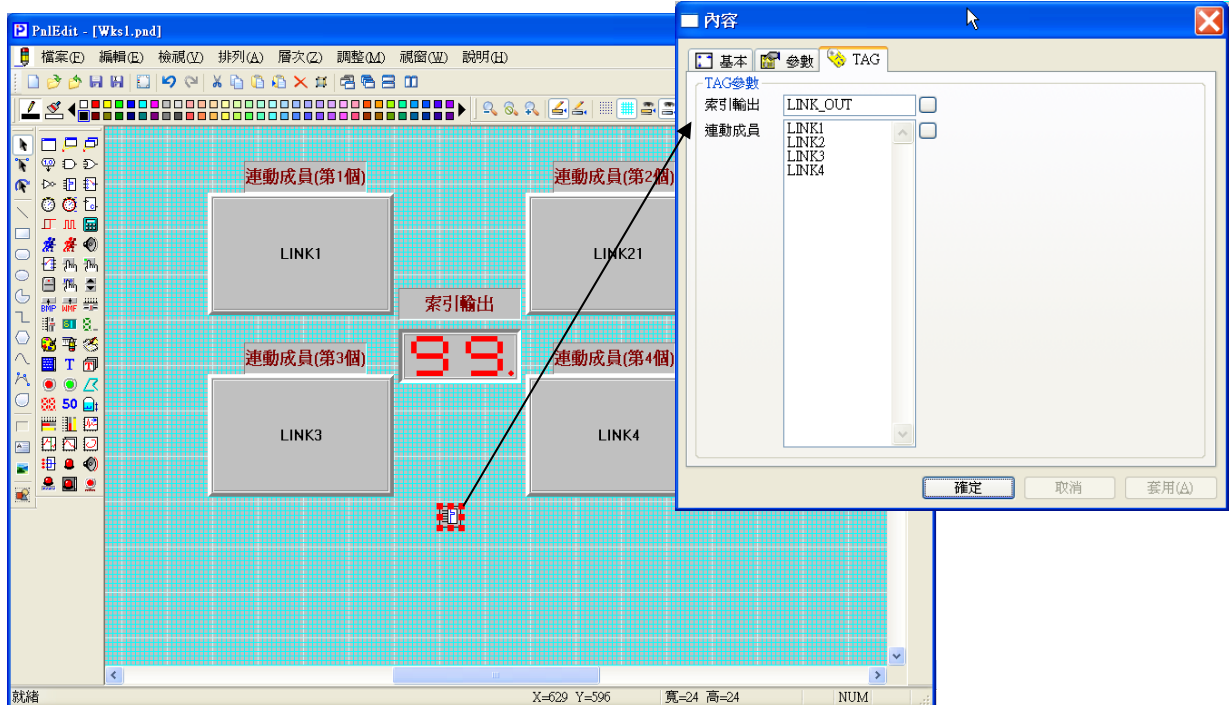 PnlEdit - [Wks1.pnd]
檔案(F) 編輯(E) 檢視(V) 排列(A) 層次(Z) 調整(M) 視窗(W) 說明(H)
BMP WMF
T
50
連動成員(第1個)
連動成員(第2個)
LINK1
LINK21
索引輸出
99.
連動成員(第3個)
連動成員(第4個)
LINK3
LINK4
就緒
X=629 Y=596
寬=24 高=24
NUM
內容
基本 參數 TAG
TAG參數
索引輸出 LINK_OUT
連動成員
LINK1
LINK2
LINK3
LINK4
確定 取消 套用(A)